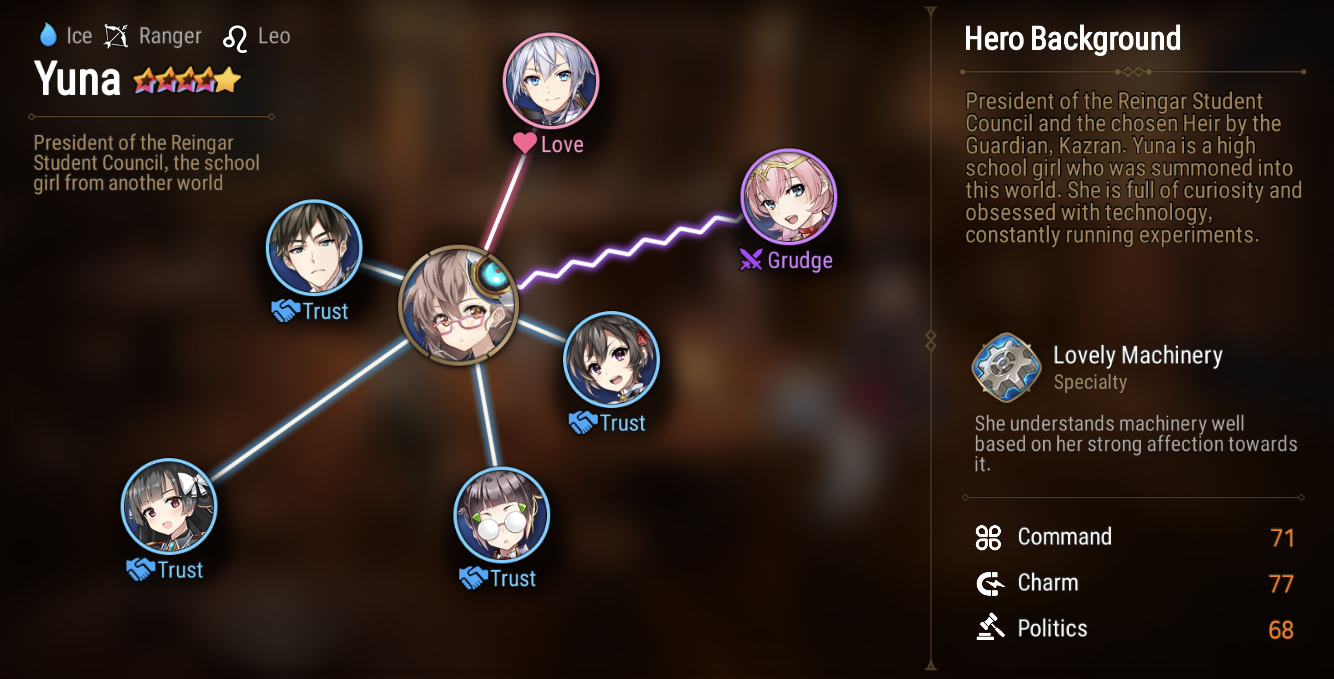 Ice Ranger Leo
Yuna
President of the Reingar
Student Council, the school
girl from another world
Love
Grudge
Trust
Trust
Trust
Trust
Hero Background
President of the Reingar Student
Council and the chosen Heir by the
Guardian, Kazran. Yuna is a high
school girl who was summoned into
this world. She is full of curiosity and
obsessed with technology,
constantly running experiments.
Lovely Machinery
Specialty
She understands machinery well
based on her strong affection towards
it.
Command 71
Charm 77
Politics 68